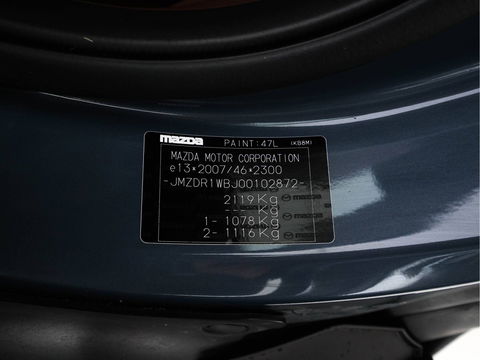 mazda PAINT:47L (KB8M)
MAZDA MOTOR CORPORATION
e13*2007/46*2300
-JMZDR1WBJ00102872-
2119Kg
---Kg
1- 1078Kg
2- 1116Kg